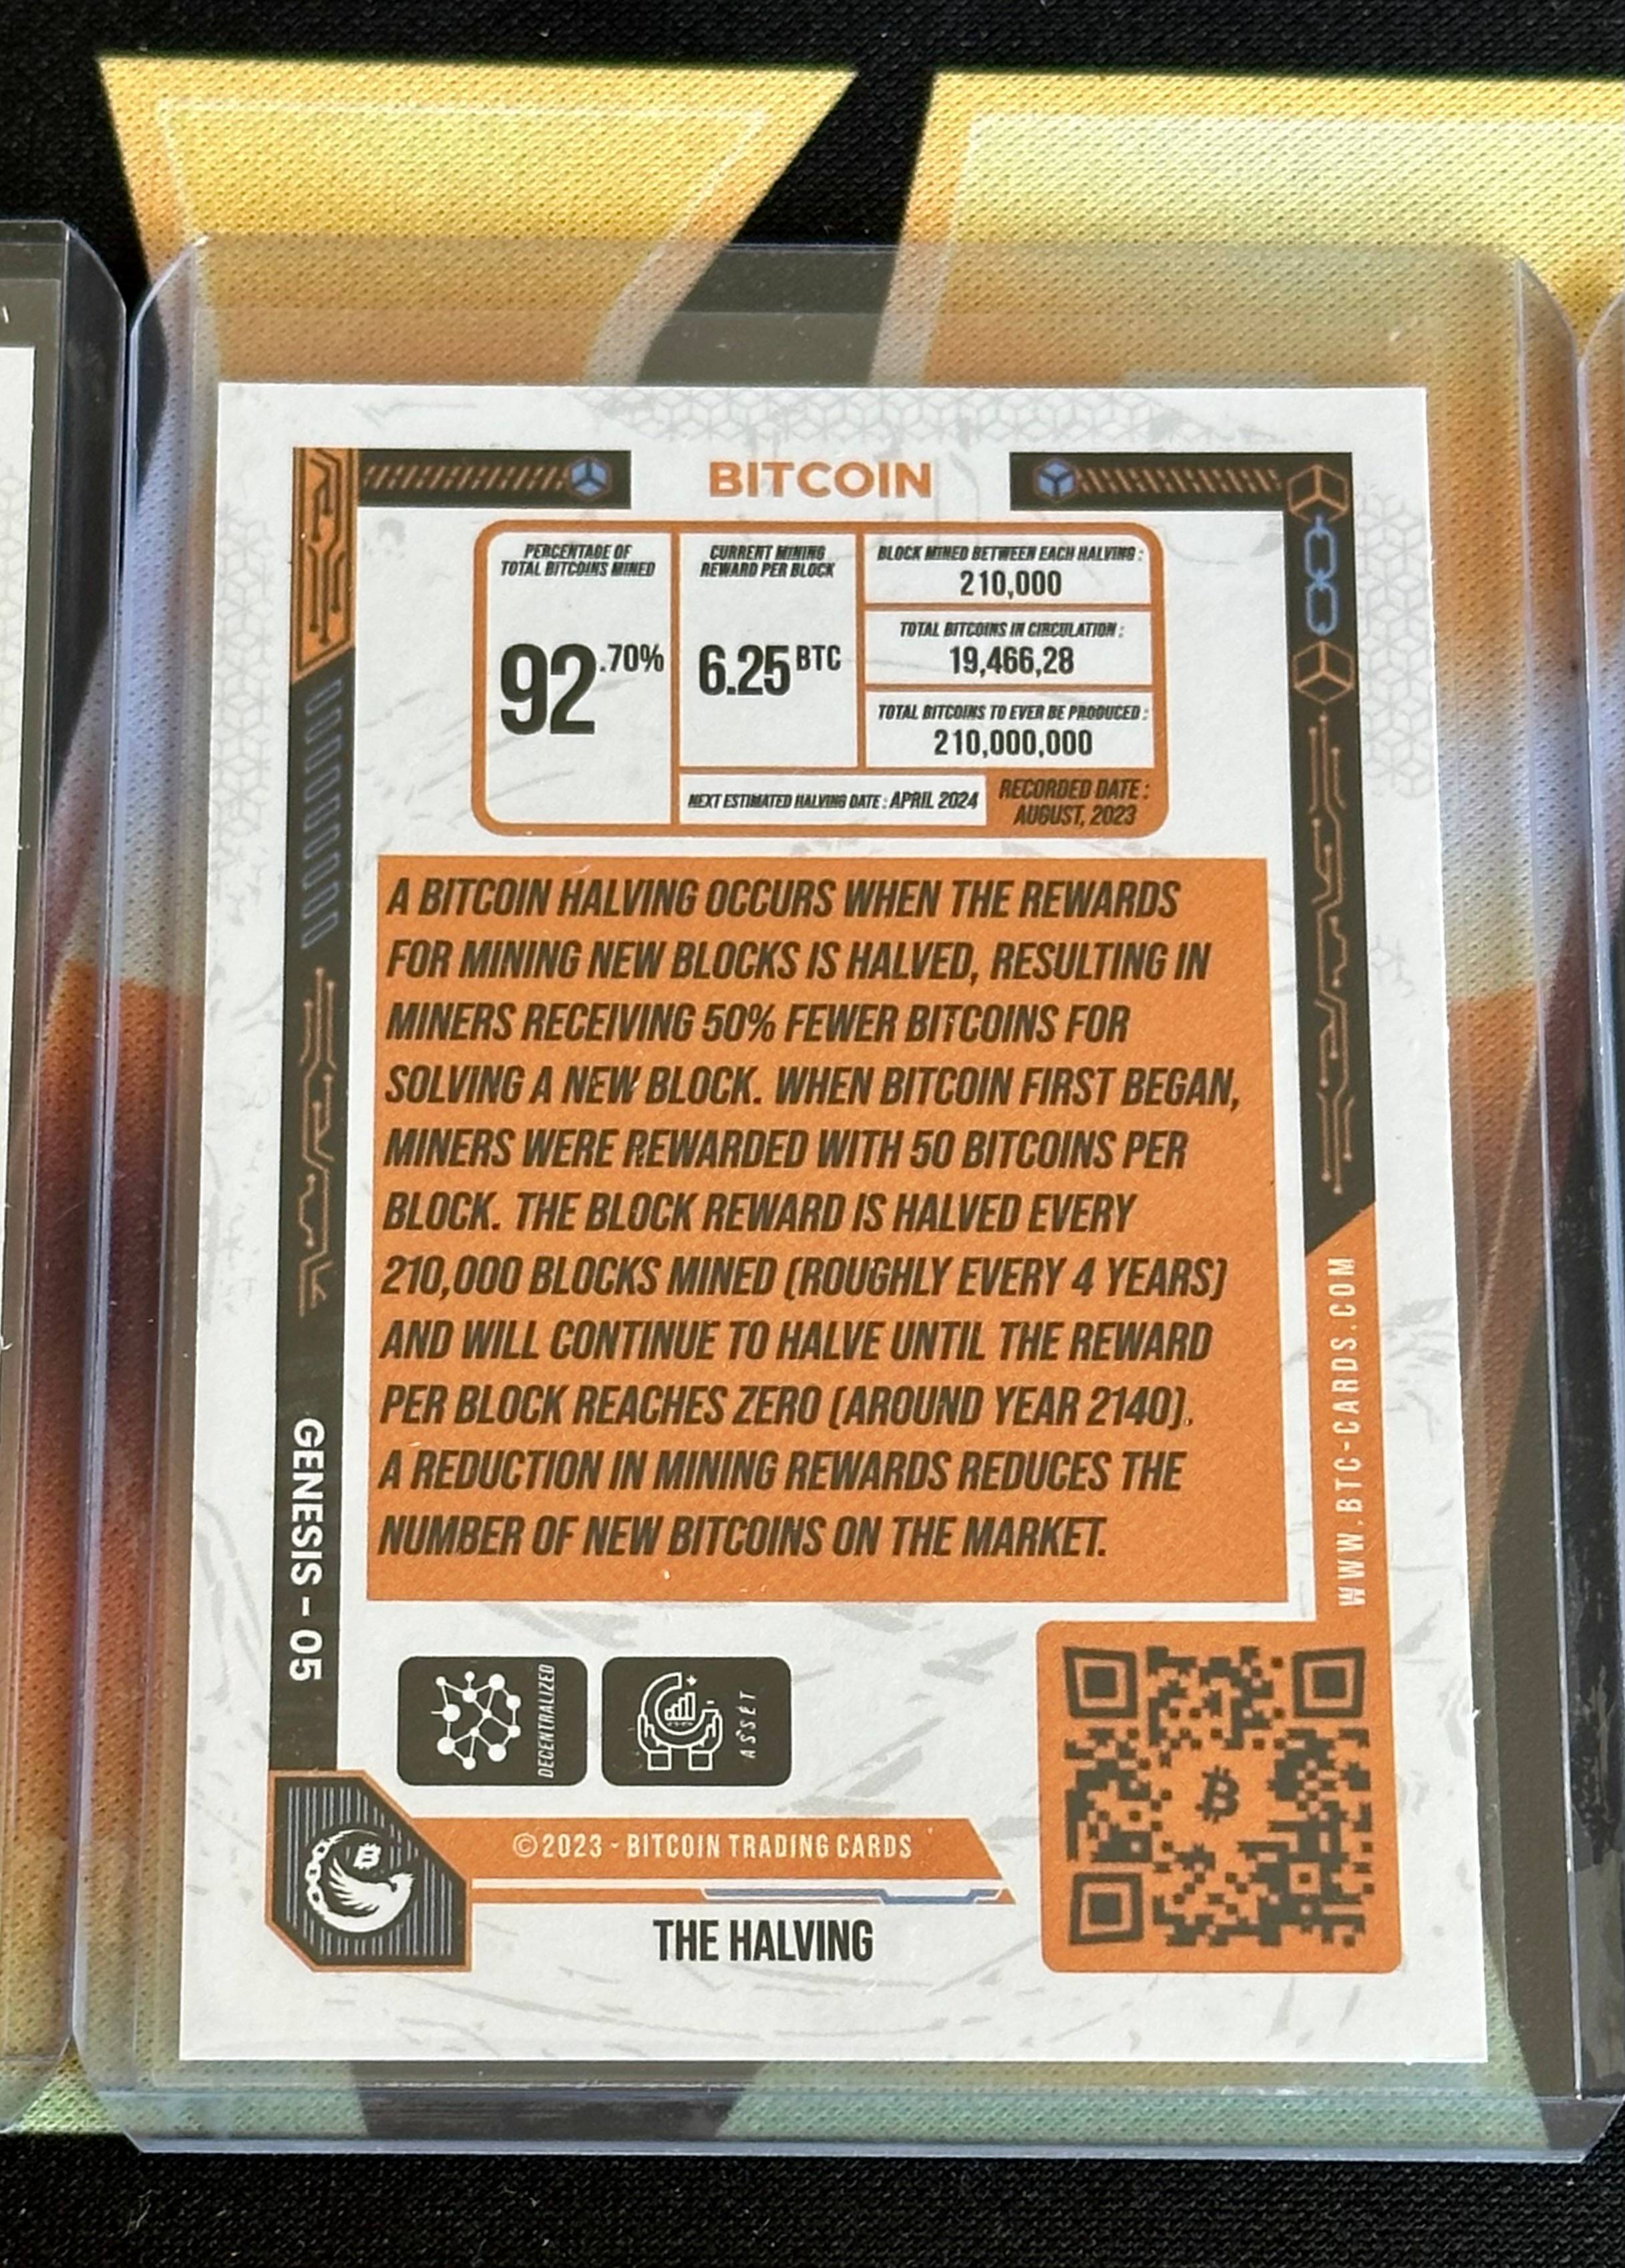 BITCOIN
PERCENTAGE OF
TOTAL BITCOINS MINED
92.70%
CURRENT MINING
REWARD PER BLOCK
6.25 BTC
BLOCK MINED BETWEEN EACH HALVING :
210,000
TOTAL BITCOINS IN CIRCULATION :
19,466,28
TOTAL BITCOINS TO EVER BE PRODUCED :
210,000,000
NEXT ESTIMATED HALVING DATE : APRIL 2024
RECORDED DATE :
AUGUST, 2023
A BITCOIN HALVING OCCURS WHEN THE REWARDS
FOR MINING NEW BLOCKS IS HALVED, RESULTING IN
MINERS RECEIVING 50% FEWER BITCOINS FOR
SOLVING A NEW BLOCK. WHEN BITCOIN FIRST BEGAN,
MINERS WERE REWARDED WITH 50 BITCOINS PER
BLOCK. THE BLOCK REWARD IS HALVED EVERY
210,000 BLOCKS MINED (ROUGHLY EVERY 4 YEARS)
AND WILL CONTINUE TO HALVE UNTIL THE REWARD
PER BLOCK REACHES ZERO (AROUND YEAR 2140).
A REDUCTION IN MINING REWARDS REDUCES THE
NUMBER OF NEW BITCOINS ON THE MARKET.
GENESIS - 05
WWW.BTC-CARDS.COM
DECENTRALIZED
ASSET
©2023 - BITCOIN TRADING CARDS
THE HALVING